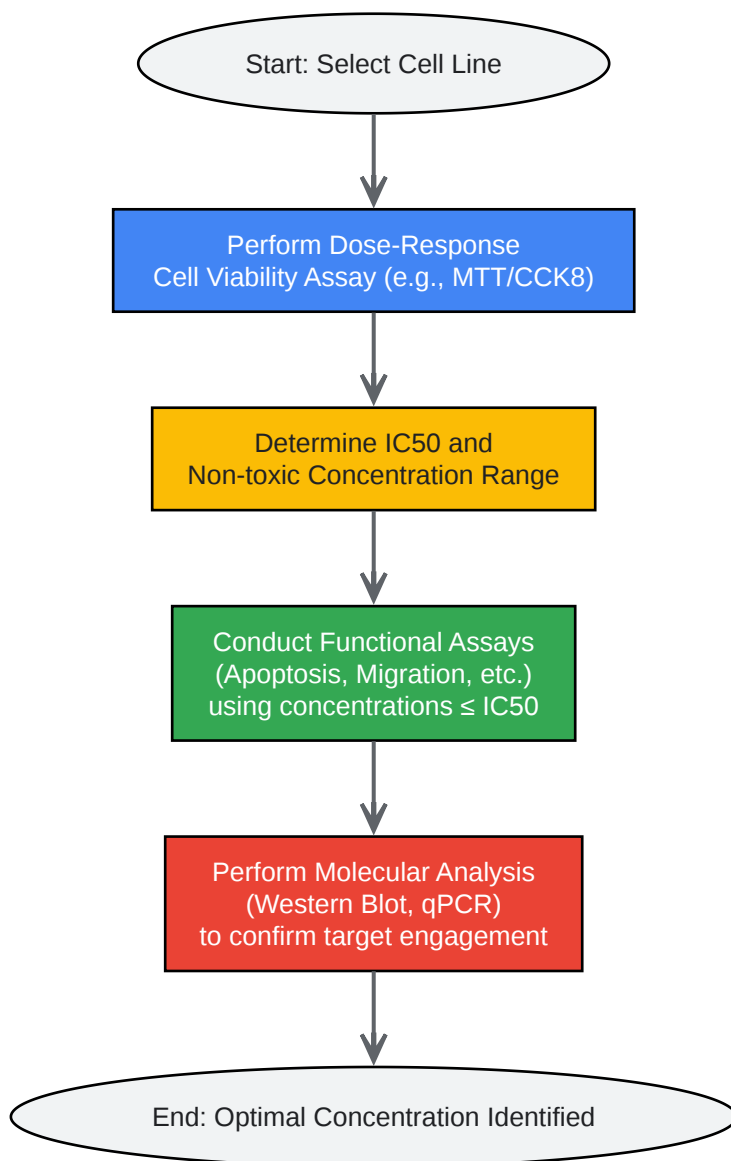 Start: Select Cell Line
Perform Dose-Response
Cell Viability Assay (e.g., MTT/CCK8)
Determine IC50 and
Non-toxic Concentration Range
Conduct Functional Assays
(Apoptosis, Migration, etc.)
using concentrations ≤ IC50
Perform Molecular Analysis
(Western Blot, qPCR)
to confirm target engagement
End: Optimal Concentration Identified